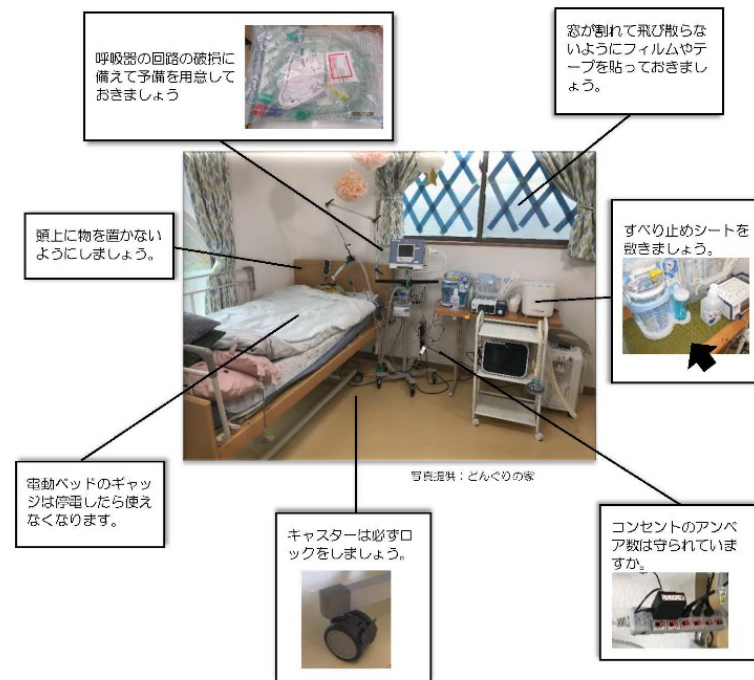 呼吸器の回路の破損に
備えて予備を用意して
おきましょう
窓が割れて飛び散らな
いようにフィルムやテ
ープを貼っておきまし
ょう。
頭上に物を置かない
ようにしましょう。
すべり止めシートを
敷きましょう。
電動ベッドのギャッ
ジは停電したら使え
なくなります。
写真提供：どんぐりの家
キャスターは必ずロ
ックをしましょう。
コンセントのアンペ
ア数は守られていま
すか。